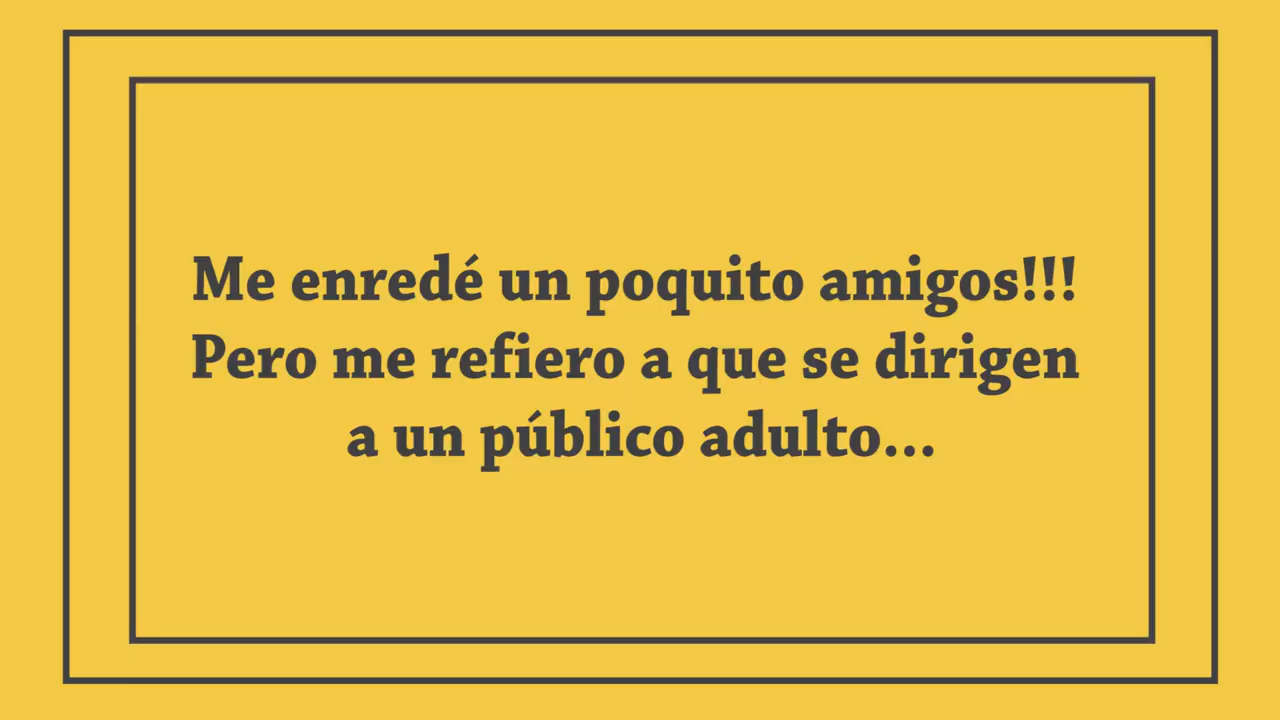 Me enredé un poquito amigos!!!
Pero me refiero a que se dirigen
a un público adulto...